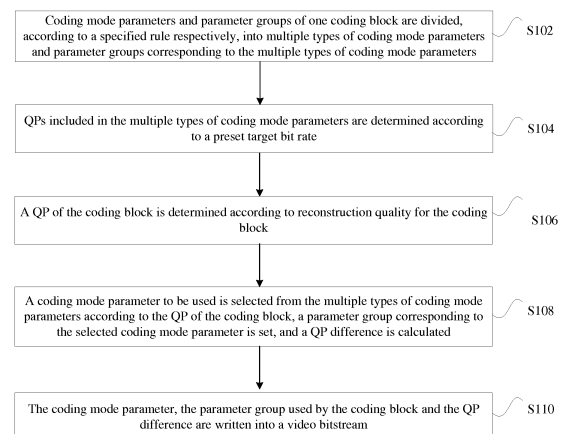 Coding mode parameters and parameter groups of one coding block are divided,
according to a specified rule respectively, into multiple types of coding mode parameters
and parameter groups corresponding to the multiple types of coding mode parameters
S102
QPs included in the multiple types of coding mode parameters are determined according
to a preset target bit rate
S104
A QP of the coding block is determined according to reconstruction quality for the coding
block
S106
A coding mode parameter to be used is selected from the multiple types of coding mode
parameters according to the QP of the coding block, a parameter group corresponding to
the selected coding mode parameter is set, and a QP difference is calculated
S108
The coding mode parameter, the parameter group used by the coding block and the QP
difference are written into a video bitstream
S110